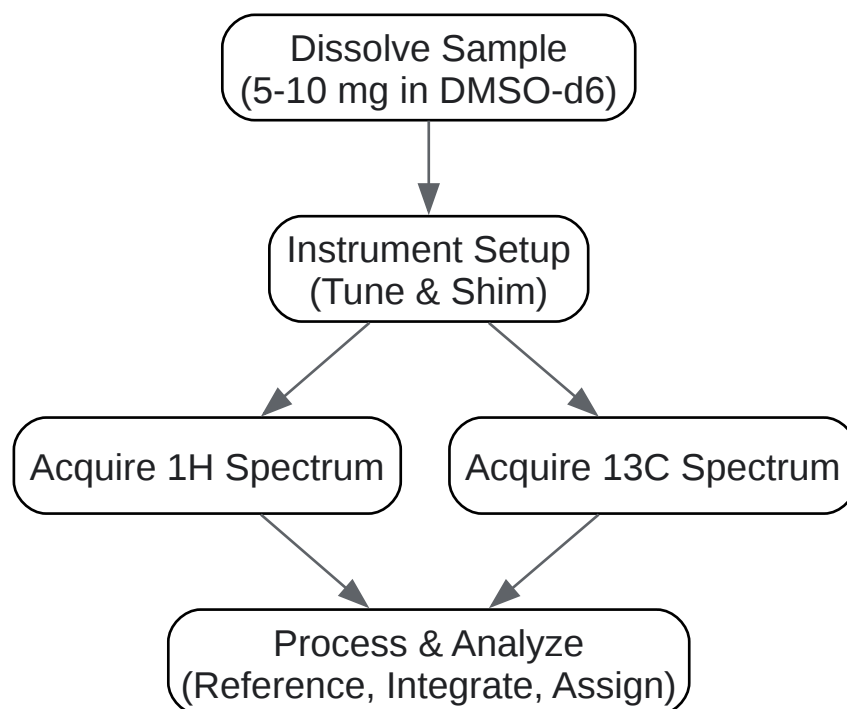 Dissolve Sample
(5-10 mg in DMSO-d6)
Instrument Setup
(Tune & Shim)
Acquire 1H Spectrum
Acquire 13C Spectrum
Process & Analyze
(Reference, Integrate, Assign)